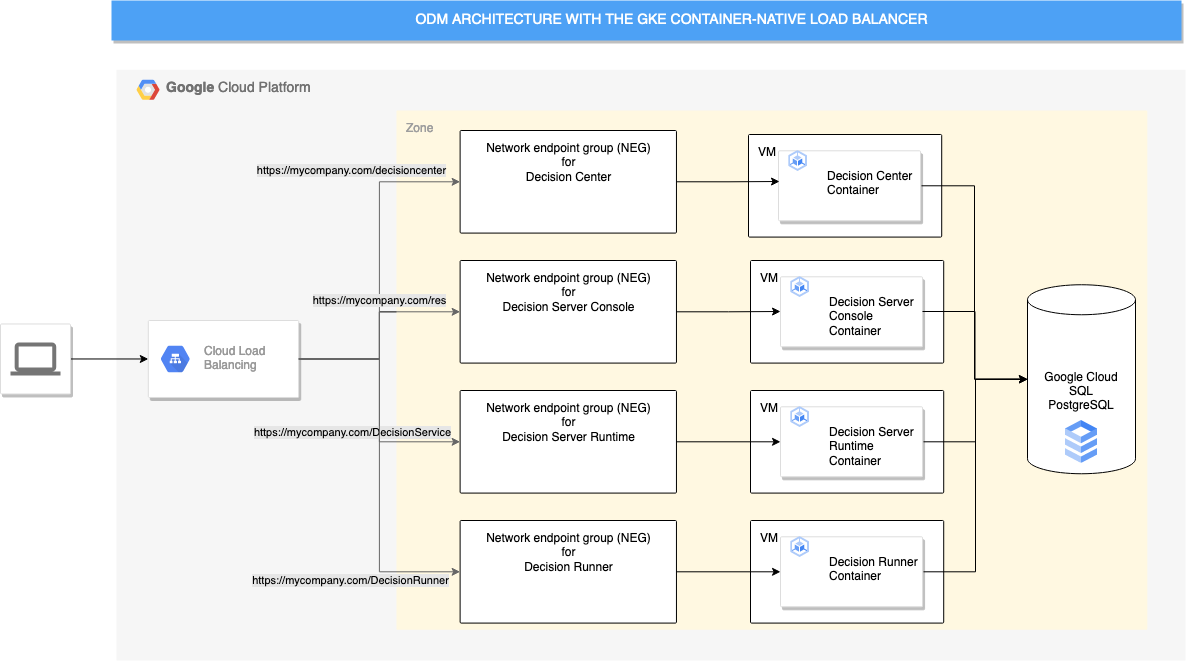 ODM ARCHITECTURE WITH THE GKE CONTAINER-NATIVE LOAD BALANCER
Google Cloud Platform
Zone
https://mycompany.com/decisioncenter
Network endpoint group (NEG)
for
Decision Center
VM
Decision Center
Container
https://mycompany.com/res
Network endpoint group (NEG)
for
Decision Server Console
VM
Decision Server
Console
Container
Cloud Load
Balancing
Google Cloud
SQL
PostgreSQL
https://mycompany.com/DecisionService
Network endpoint group (NEG)
for
Decision Server Runtime
VM
Decision Server
Runtime
Container
https://mycompany.com/DecisionRunner
Network endpoint group (NEG)
for
Decision Runner
VM
Decision Runner
Container